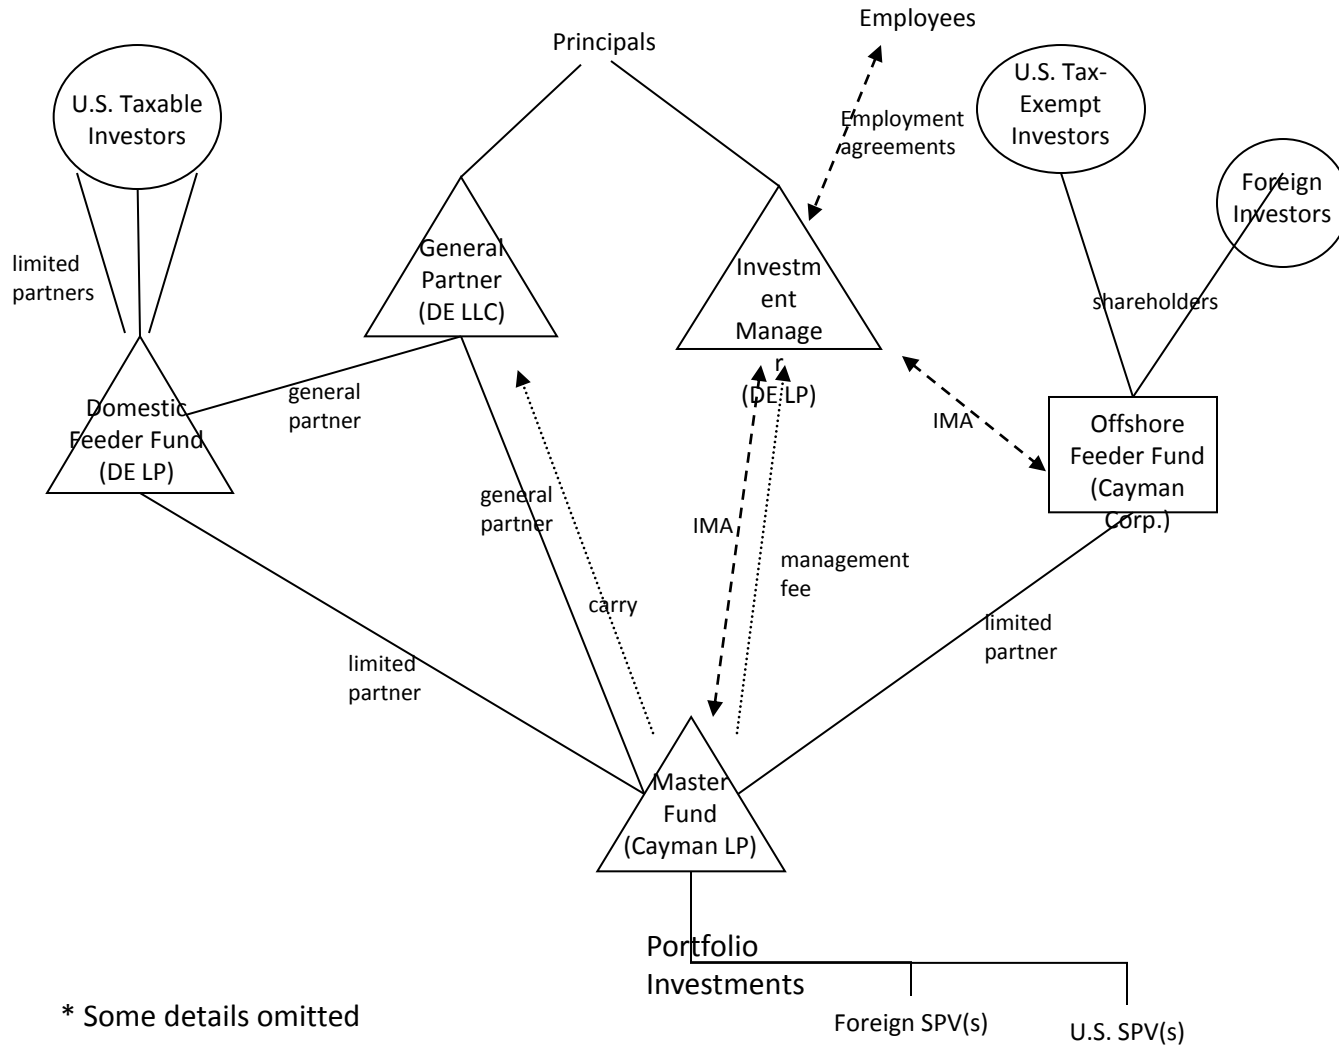 Employees
Principals
U.S. Taxable
Investors
U.S. Tax-
Exempt
Investors
Employment
agreements
Foreign
Investors
limited
partners
General
Partner
(DE LLC)
Investm
ent
Manage
r
(DE LP)
shareholders
general
partner
Domestic
Feeder Fund
(DE LP)
IMA
Offshore
Feeder Fund
(Cayman
Corp.)
general
partner
IMA
management
fee
carry
limited
partner
limited
partner
Master
Fund
(Cayman LP)
Portfolio
Investments
* Some details omitted
Foreign SPV(s)
U.S. SPV(s)